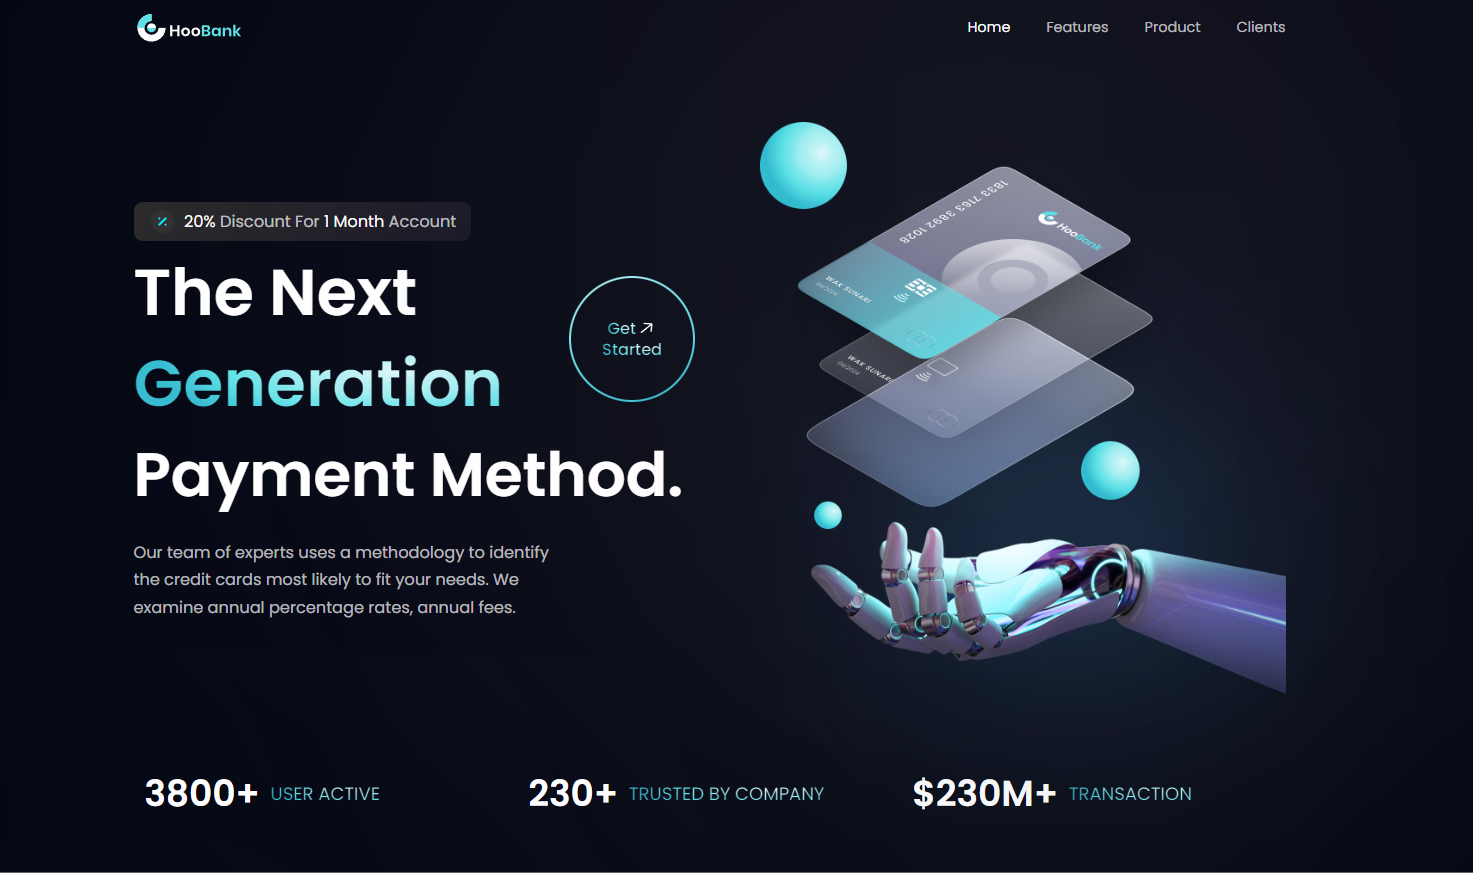 HooBank
Home
Features
Product
Clients
20% Discount For 1 Month Account
The Next
Generation
Payment Method.
Get
Started
Our team of experts uses a methodology to identify
the credit cards most likely to fit your needs. We
examine annual percentage rates, annual fees.
1833 7163 3892 1028
HooBank
WAK SUNARI
09/2024
WAK SUNARI
3800+ USER ACTIVE
230+ TRUSTED BY COMPANY
$230M+ TRANSACTION